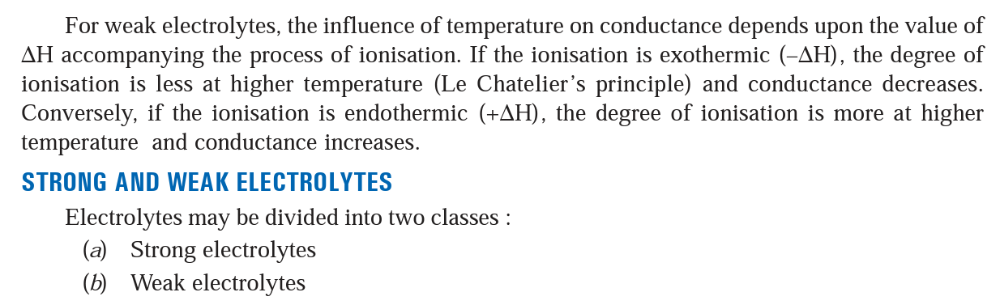 For weak electrolytes, the influence of temperature on conductance depends upon the value of
ΔH accompanying the process of ionisation. If the ionisation is exothermic (–ΔH), the degree of
ionisation is less at higher temperature (Le Chatelier’s principle) and conductance decreases.
Conversely, if the ionisation is endothermic (+ΔH), the degree of ionisation is more at higher
temperature and conductance increases.
STRONG AND WEAK ELECTROLYTES
Electrolytes may be divided into two classes :
(a) Strong electrolytes
(b) Weak electrolytes